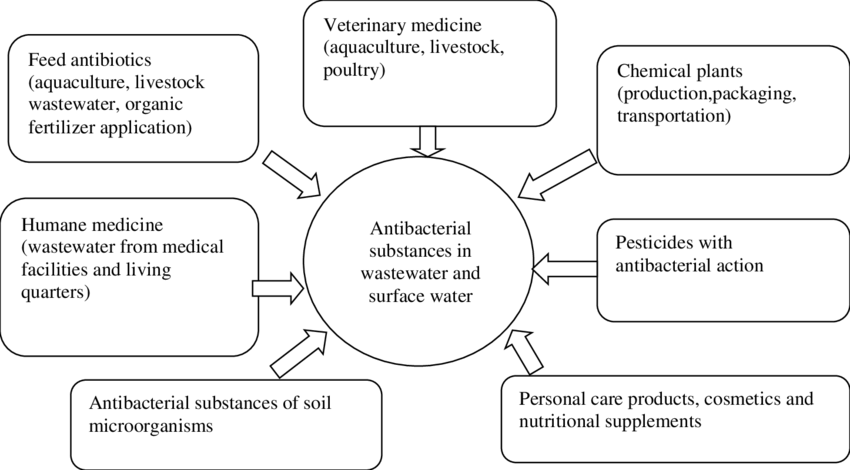 Veterinary medicine
(aquaculture, livestock,
poultry)
Feed antibiotics
(aquaculture, livestock
wastewater, organic
fertilizer application)
Chemical plants
(production,packaging,
transportation)
Humane medicine
(wastewater from medical
facilities and living
quarters)
Antibacterial
substances in
wastewater and
surface water
Pesticides with
antibacterial action
Antibacterial substances of soil
microorganisms
Personal care products, cosmetics and
nutritional supplements